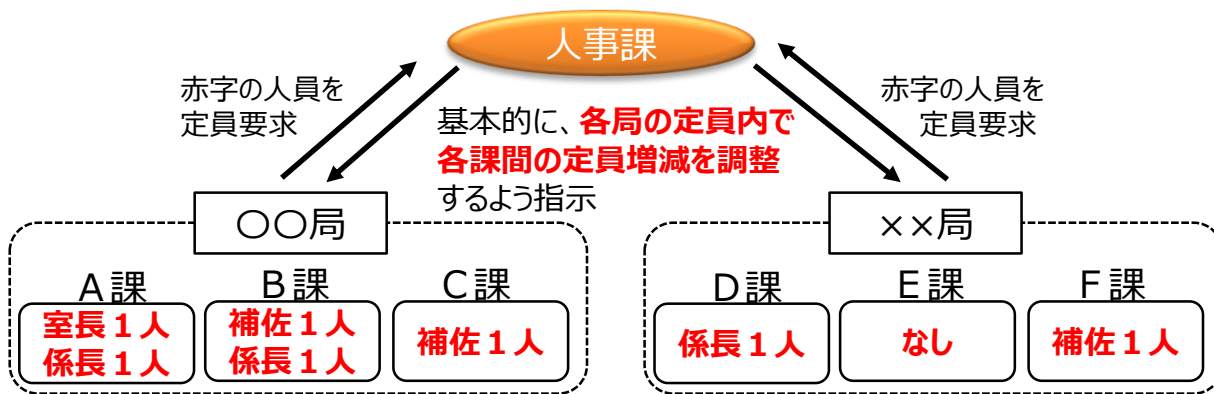 人事課
赤字の人員を
定員要求
赤字の人員を
定員要求
基本的に、各局の定員内で
各課間の定員増減を調整
するよう指示
〇〇局
××局
A課
B課
C課
D課
E課
F課
室長１人
係長１人
補佐１人
係長１人
補佐１人
係長１人
なし
補佐１人